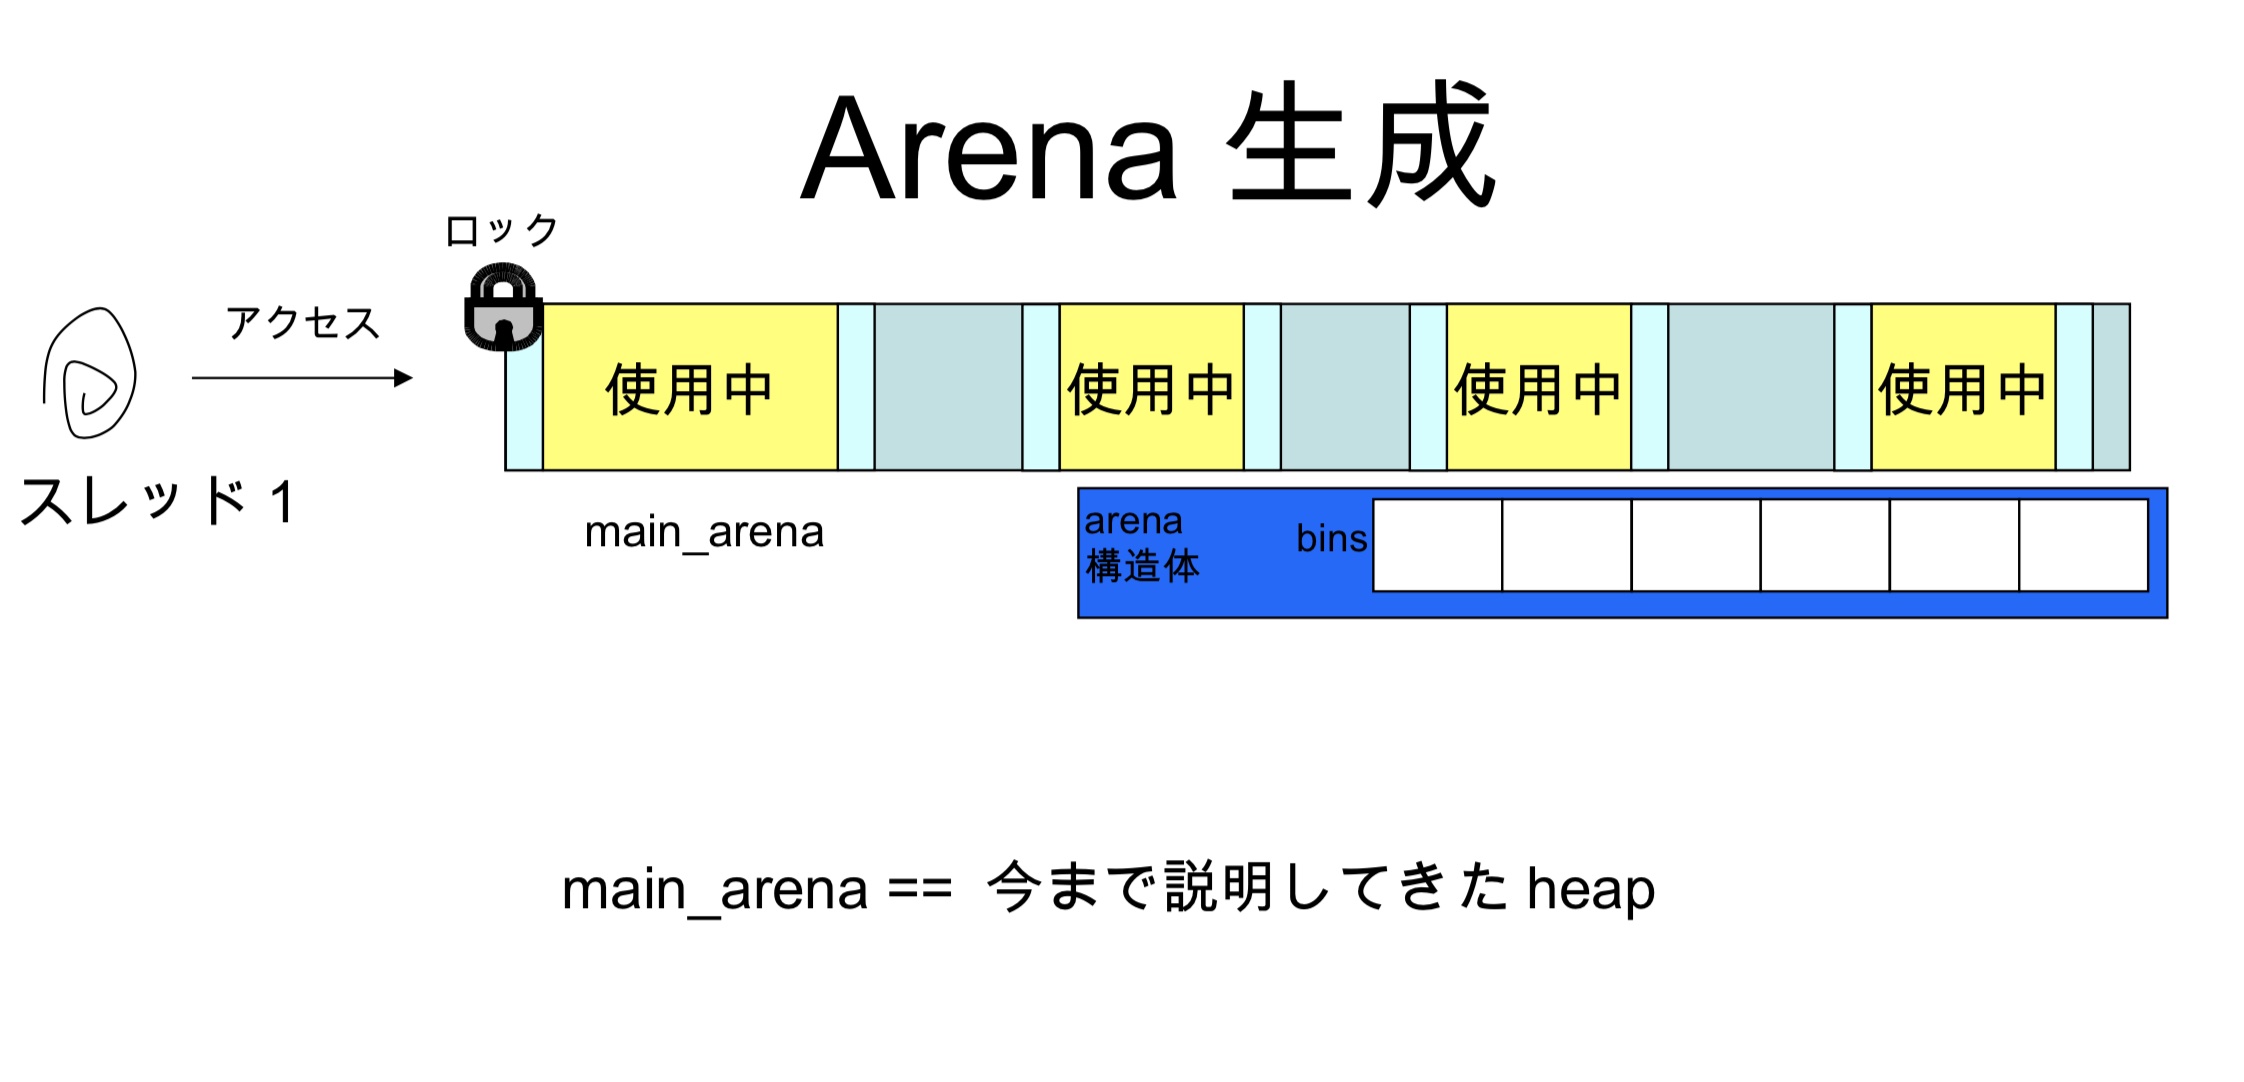 Arena 生成
ロック
アクセス
使用中
使用中
使用中
使用中
スレッド 1
main_arena
arena
構造体
bins
main_arena == 今まで説明してきた heap